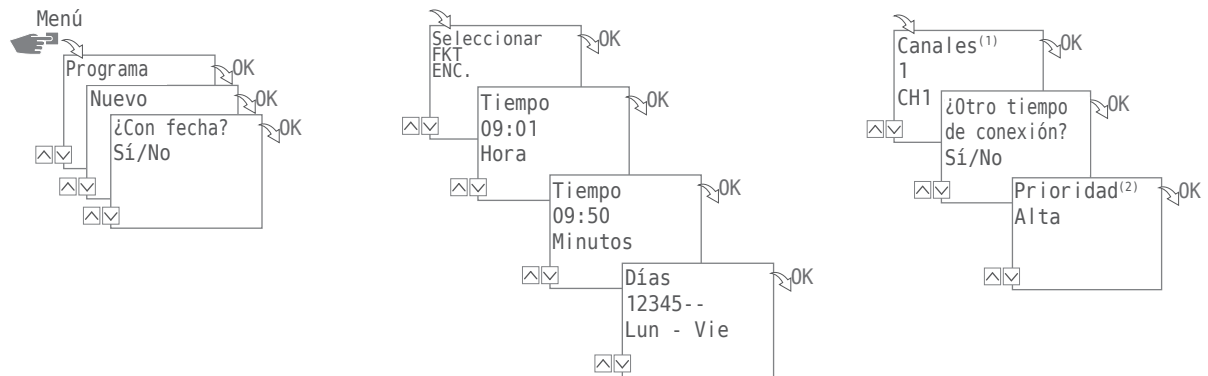 Menú
Programa
OK
Nuevo
OK
¿Con fecha?
Sí/No
OK
Seleccionar
FKT
ENC.
OK
Tiempo
09:01
Hora
OK
Tiempo
09:50
Minutos
OK
Días
12345--
Lun - Vie
OK
Canales(1)
1
CH1
OK
¿Otro tiempo
de conexión?
Sí/No
Prioridad(2)
Alta
OK